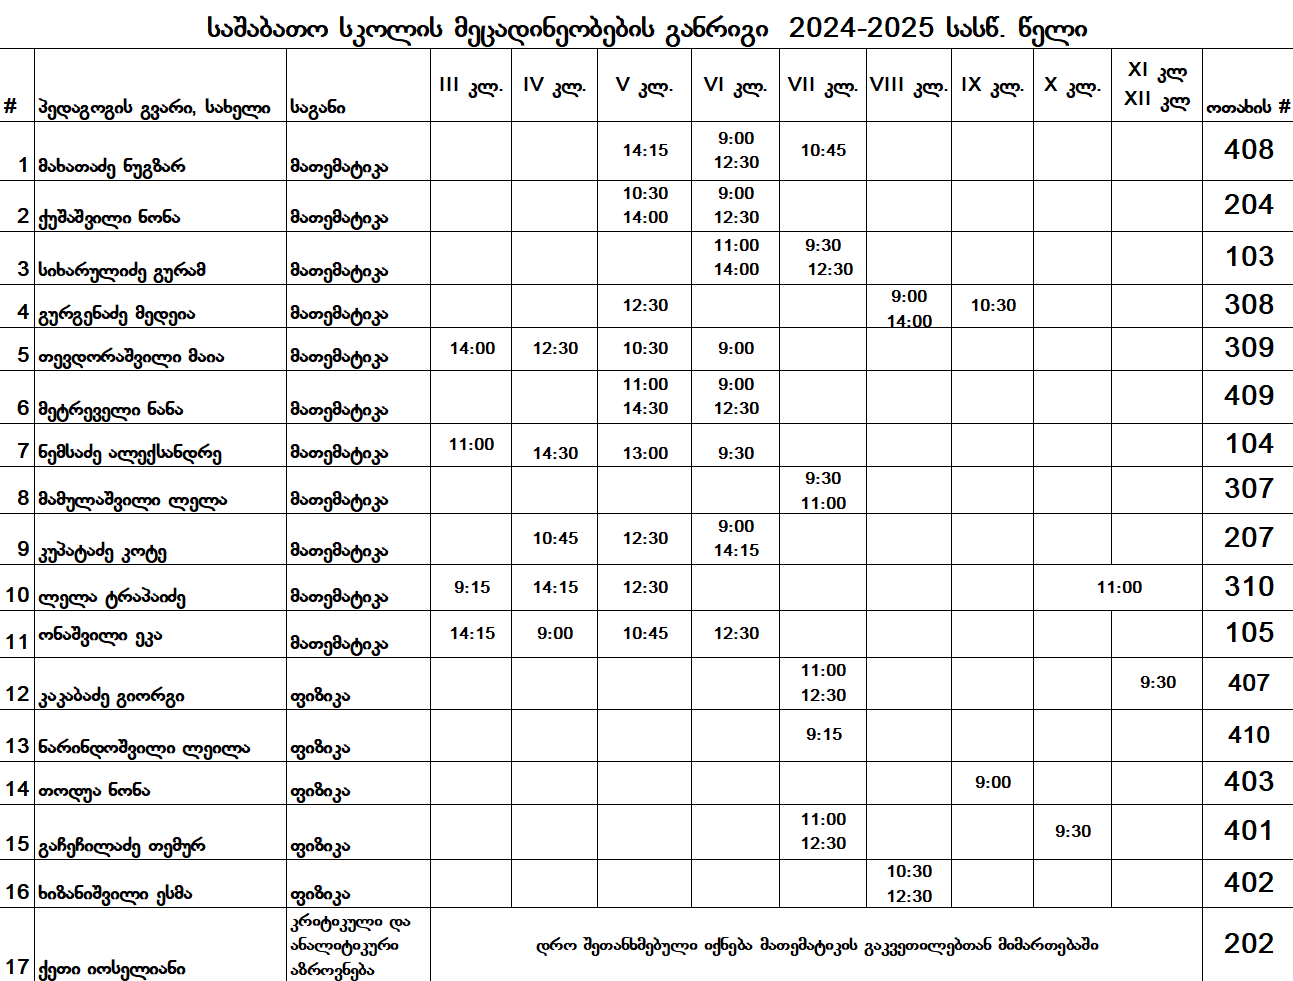 საშაბათო სკოლის მეცადინეობების განრიგი 2024-2025 სასწ. წელი
# პედაგოგის გვარი, სახელი საგანი III კლ. IV კლ. V კლ. VI კლ. VII კლ. VIII კლ. IX კლ. X კლ. XI კლ XII კლ ოთახის #
1 მახათაძე ნუგზარ მათემატიკა 14:15 9:00 12:30 10:45 408
2 ქუშაშვილი ნონა მათემატიკა 10:30 14:00 9:00 12:30 204
3 სიხარულიძე გურამ მათემატიკა 11:00 14:00 9:30 12:30 103
4 გურგენაძე მედეია მათემატიკა 12:30 9:00 14:00 10:30 308
5 თევდორაშვილი მაია მათემატიკა 14:00 12:30 10:30 9:00 309
6 მეტრეველი ნანა მათემატიკა 11:00 14:30 9:00 12:30 409
7 ნემსაძე ალექსანდრე მათემატიკა 11:00 14:30 13:00 9:30 104
8 მამულაშვილი ლელა მათემატიკა 9:30 11:00 307
9 კუპატაძე კოტე მათემატიკა 10:45 12:30 9:00 14:15 207
10 ლელა ტრაპაიძე მათემატიკა 9:15 14:15 12:30 11:00 310
11 ონაშვილი ეკა მათემატიკა 14:15 9:00 10:45 12:30 105
12 კაკაბაძე გიორგი ფიზიკა 11:00 12:30 9:30 407
13 ნარინდოშვილი ლეილა ფიზიკა 9:15 410
14 თოდუა ნონა ფიზიკა 9:00 403
15 გაჩეჩილაძე თემურ ფიზიკა 11:00 12:30 9:30 401
16 ხიზანიშვილი ესმა ფიზიკა 10:30 12:30 402
17 ქეთი იოსელიანი კრიტიკული და ანალიტიკური აზროვნება დრო შეთანხმებული იქნება მათემატიკის გაკვეთილებთან მიმართებაში 202